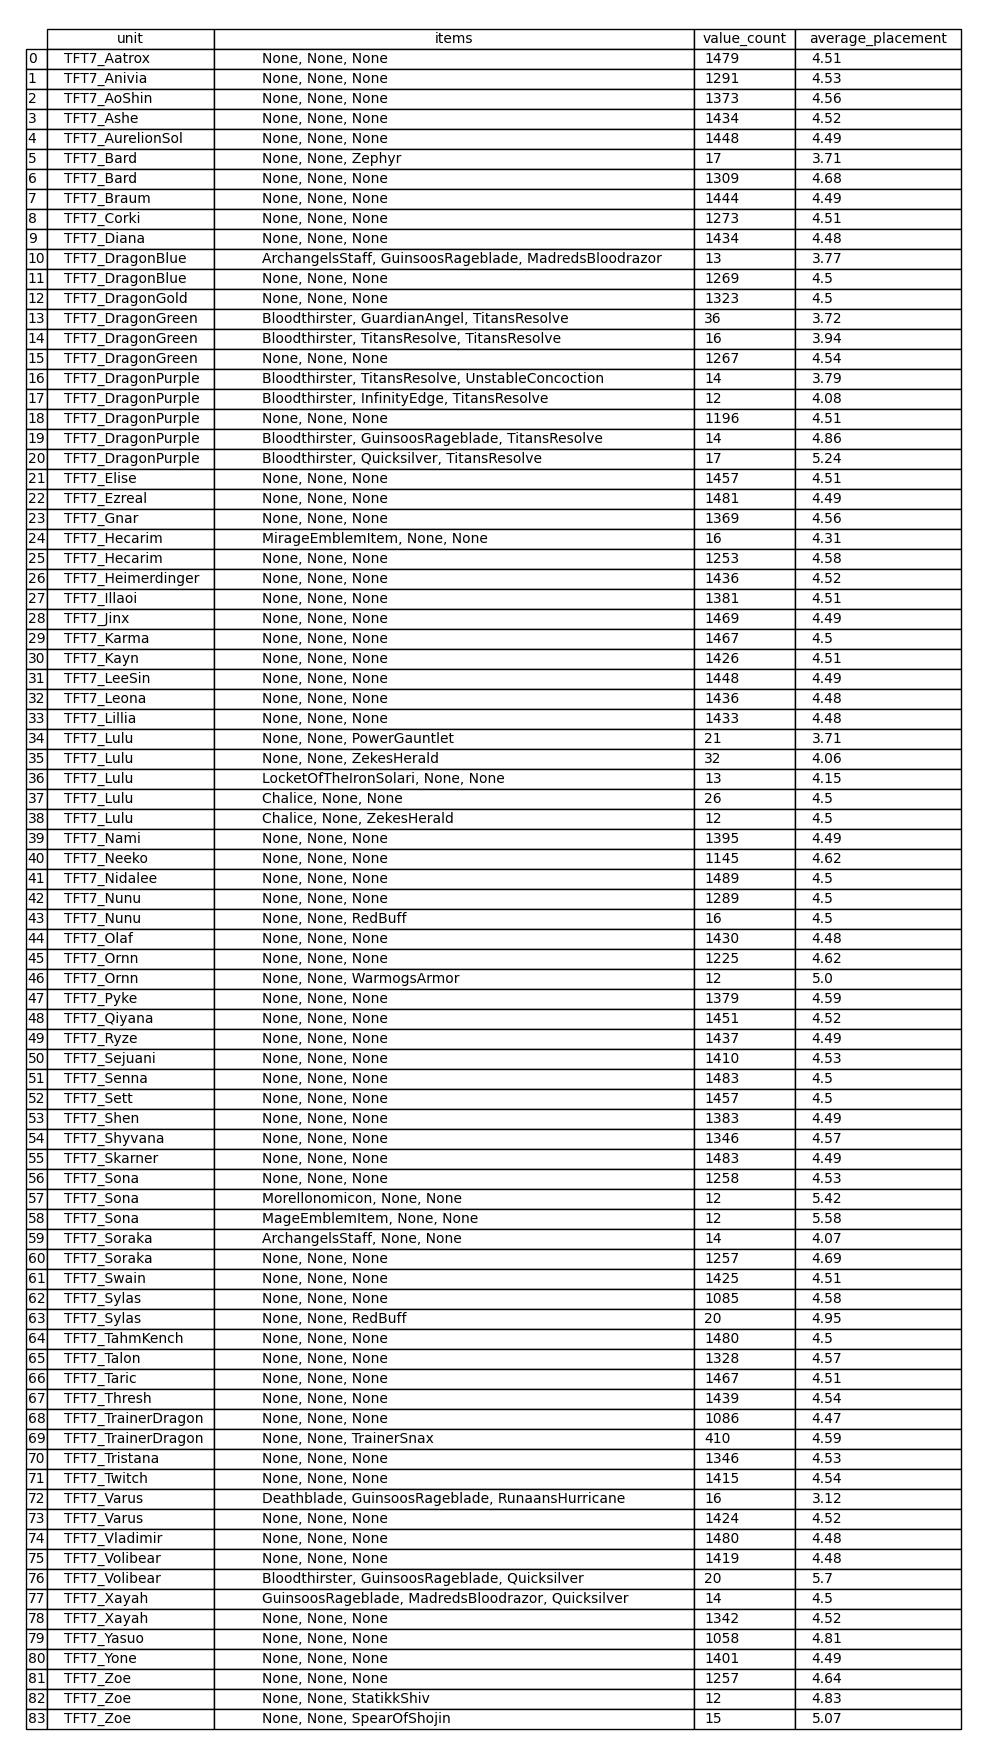 unit items value_count average_placement
0 TFT7_Aatrox None, None, None 1479 4.51
1 TFT7_Anivia None, None, None 1291 4.53
2 TFT7_AoShin None, None, None 1373 4.56
3 TFT7_Ashe None, None, None 1434 4.52
4 TFT7_AurelionSol None, None, None 1448 4.49
5 TFT7_Bard None, None, Zephyr 17 3.71
6 TFT7_Bard None, None, None 1309 4.68
7 TFT7_Braum None, None, None 1444 4.49
8 TFT7_Corki None, None, None 1273 4.51
9 TFT7_Diana None, None, None 1434 4.48
10 TFT7_DragonBlue ArchangelsStaff, GuinsoosRageblade, MadredsBloodrazor 13 3.77
11 TFT7_DragonBlue None, None, None 1269 4.5
12 TFT7_DragonGold None, None, None 1323 4.5
13 TFT7_DragonGreen Bloodthirster, GuardianAngel, TitansResolve 36 3.72
14 TFT7_DragonGreen Bloodthirster, TitansResolve, TitansResolve 16 3.94
15 TFT7_DragonGreen None, None, None 1267 4.54
16 TFT7_DragonPurple Bloodthirster, TitansResolve, UnstableConcoction 14 3.79
17 TFT7_DragonPurple Bloodthirster, InfinityEdge, TitansResolve 12 4.08
18 TFT7_DragonPurple None, None, None 1196 4.51
19 TFT7_DragonPurple Bloodthirster, GuinsoosRageblade, TitansResolve 14 4.86
20 TFT7_DragonPurple Bloodthirster, Quicksilver, TitansResolve 17 5.24
21 TFT7_Elise None, None, None 1457 4.51
22 TFT7_Ezreal None, None, None 1481 4.49
23 TFT7_Gnar None, None, None 1369 4.56
24 TFT7_Hecarim MirageEmblemItem, None, None 16 4.31
25 TFT7_Hecarim None, None, None 1253 4.58
26 TFT7_Heimerdinger None, None, None 1436 4.52
27 TFT7_Illaoi None, None, None 1381 4.51
28 TFT7_Jinx None, None, None 1469 4.49
29 TFT7_Karma None, None, None 1467 4.5
30 TFT7_Kayn None, None, None 1426 4.51
31 TFT7_LeeSin None, None, None 1448 4.49
32 TFT7_Leona None, None, None 1436 4.48
33 TFT7_Lillia None, None, None 1433 4.48
34 TFT7_Lulu None, None, PowerGauntlet 21 3.71
35 TFT7_Lulu None, None, ZekesHerald 32 4.06
36 TFT7_Lulu LocketOfTheIronSolari, None, None 13 4.15
37 TFT7_Lulu Chalice, None, None 26 4.5
38 TFT7_Lulu Chalice, None, ZekesHerald 12 4.5
39 TFT7_Nami None, None, None 1395 4.49
40 TFT7_Neeko None, None, None 1145 4.62
41 TFT7_Nidalee None, None, None 1489 4.5
42 TFT7_Nunu None, None, None 1289 4.5
43 TFT7_Nunu None, None, RedBuff 16 4.5
44 TFT7_Olaf None, None, None 1430 4.48
45 TFT7_Ornn None, None, None 1225 4.62
46 TFT7_Ornn None, None, WarmogsArmor 12 5.0
47 TFT7_Pyke None, None, None 1379 4.59
48 TFT7_Qiyana None, None, None 1451 4.52
49 TFT7_Ryze None, None, None 1437 4.49
50 TFT7_Sejuani None, None, None 1410 4.53
51 TFT7_Senna None, None, None 1483 4.5
52 TFT7_Sett None, None, None 1457 4.5
53 TFT7_Shen None, None, None 1383 4.49
54 TFT7_Shyvana None, None, None 1346 4.57
55 TFT7_Skarner None, None, None 1483 4.49
56 TFT7_Sona None, None, None 1258 4.53
57 TFT7_Sona Morellonomicon, None, None 12 5.42
58 TFT7_Sona MageEmblemItem, None, None 12 5.58
59 TFT7_Soraka ArchangelsStaff, None, None 14 4.07
60 TFT7_Soraka None, None, None 1257 4.69
61 TFT7_Swain None, None, None 1425 4.51
62 TFT7_Sylas None, None, None 1085 4.58
63 TFT7_Sylas None, None, RedBuff 20 4.95
64 TFT7_TahmKench None, None, None 1480 4.5
65 TFT7_Talon None, None, None 1328 4.57
66 TFT7_Taric None, None, None 1467 4.51
67 TFT7_Thresh None, None, None 1439 4.54
68 TFT7_TrainerDragon None, None, None 1086 4.47
69 TFT7_TrainerDragon None, None, TrainerSnax 410 4.59
70 TFT7_Tristana None, None, None 1346 4.53
71 TFT7_Twitch None, None, None 1415 4.54
72 TFT7_Varus Deathblade, GuinsoosRageblade, RunaansHurricane 16 3.12
73 TFT7_Varus None, None, None 1424 4.52
74 TFT7_Vladimir None, None, None 1480 4.48
75 TFT7_Volibear None, None, None 1419 4.48
76 TFT7_Volibear Bloodthirster, GuinsoosRageblade, Quicksilver 20 5.7
77 TFT7_Xayah GuinsoosRageblade, MadredsBloodrazor, Quicksilver 14 4.5
78 TFT7_Xayah None, None, None 1342 4.52
79 TFT7_Yasuo None, None, None 1058 4.81
80 TFT7_Yone None, None, None 1401 4.49
81 TFT7_Zoe None, None, None 1257 4.64
82 TFT7_Zoe None, None, StatikkShiv 12 4.83
83 TFT7_Zoe None, None, SpearOfShojin 15 5.07